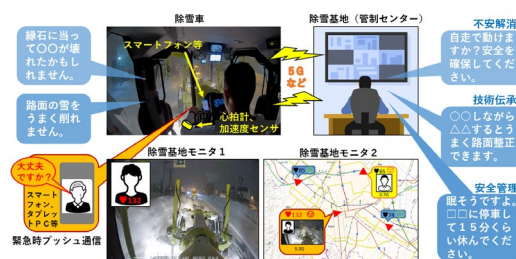 除雪車
除雪基地（管制センター）
縁石に当っ
て〇〇が壊
れたかもし
れません。
路面の雪を
うまく削れ
ません。
スマートフォン等
心拍計、
加速度センサ
5G
など
不安解消
自走で動けま
すか？安全を
確保してくだ
さい。
技術伝承
〇〇しながら
△△するとう
まく路面整正
できます。
安全管理
眠そうですよ。
□□に停車し
て１５分くら
い休んでくだ
さい。
大丈夫
ですか？
スマート
フォン、
タブレッ
トＰＣ等
緊急時プッシュ通信
除雪基地モニタ１
♥132
除雪基地モニタ２
♥85
♥132